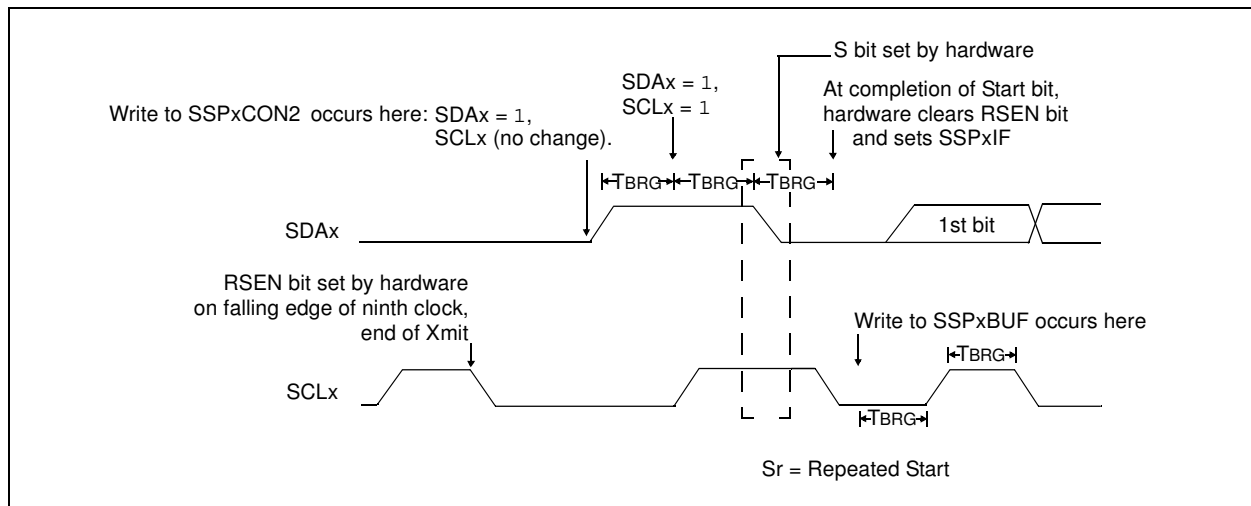 S bit set by hardware
SDAx = 1,
SCLx = 1
At completion of Start bit,
hardware clears RSEN bit
and sets SSPxIF
Write to SSPxCON2 occurs here: SDAx = 1,
SCLx (no change).
TBRG TBRG TBRG
SDAx
1st bit
RSEN bit set by hardware
on falling edge of ninth clock,
end of Xmit
Write to SSPxBUF occurs here
TBRG
SCLx
TBRG
Sr = Repeated Start